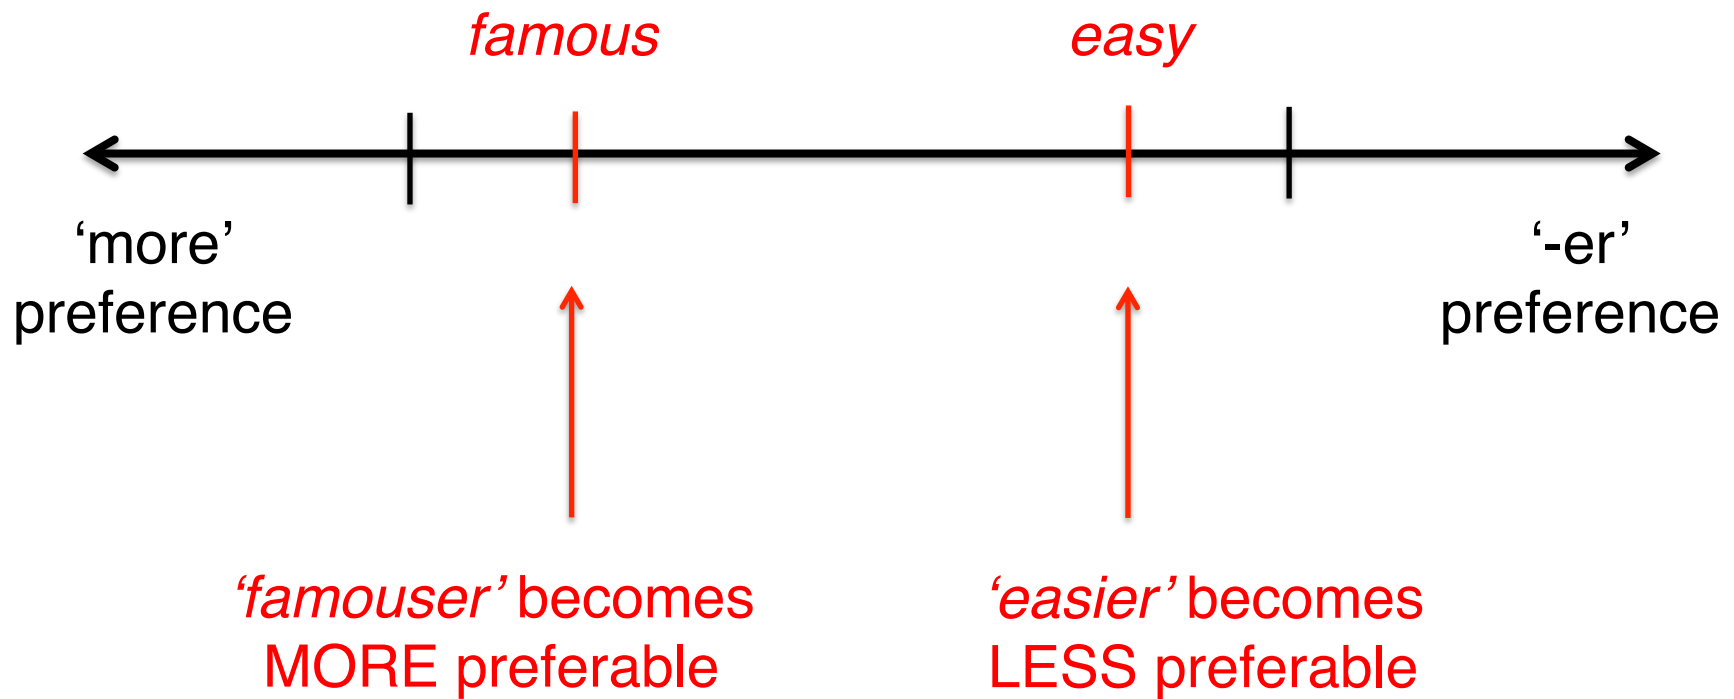 famous
easy
‘more’
preference
‘-er’
preference
‘famouser’ becomes
MORE preferable
‘easier’ becomes
LESS preferable